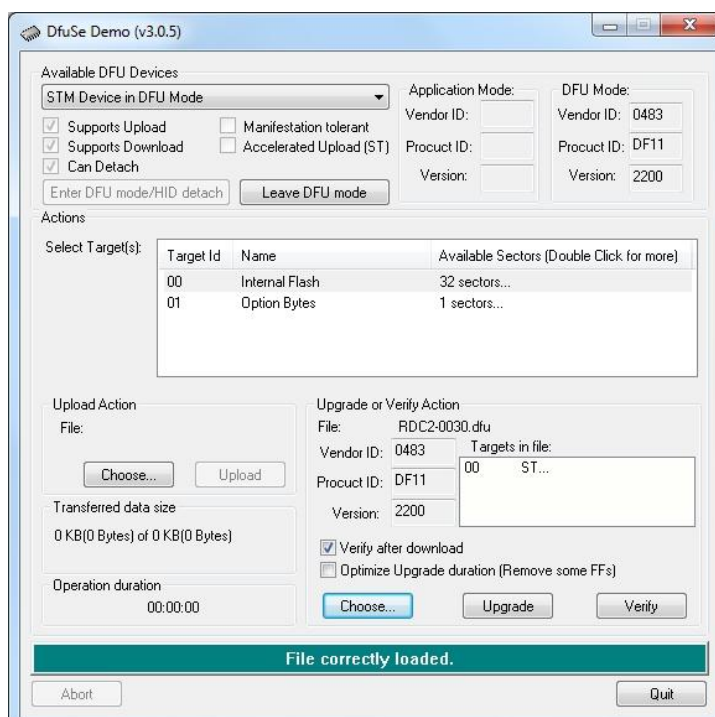 DfuSe Demo (v3.0.5)
Available DFU Devices
STM Device in DFU Mode
Supports Upload
Manifestation tolerant
Supports Download
Accelerated Upload (ST)
Can Detach
Enter DFU mode/HID detach
Leave DFU mode
Application Mode:
Vendor ID:
Procuct ID:
Version:
DFU Mode:
Vendor ID: 0483
Procuct ID: DF11
Version: 2200
Actions
Select Target(s):
Target Id Name Available Sectors (Double Click for more)
00 Internal Flash 32 sectors...
01 Option Bytes 1 sectors...
Upload Action
File:
Choose... Upload
Transferred data size
0 KB(0 Bytes) of 0 KB(0 Bytes)
Operation duration
00:00:00
Upgrade or Verify Action
File: RDC2-0030.dfu
Vendor ID: 0483
Procuct ID: DF11
Version: 2200
Targets in file:
00 ST...
Verify after download
Optimize Upgrade duration (Remove some FFs)
Choose... Upgrade Verify
File correctly loaded.
Abort Quit